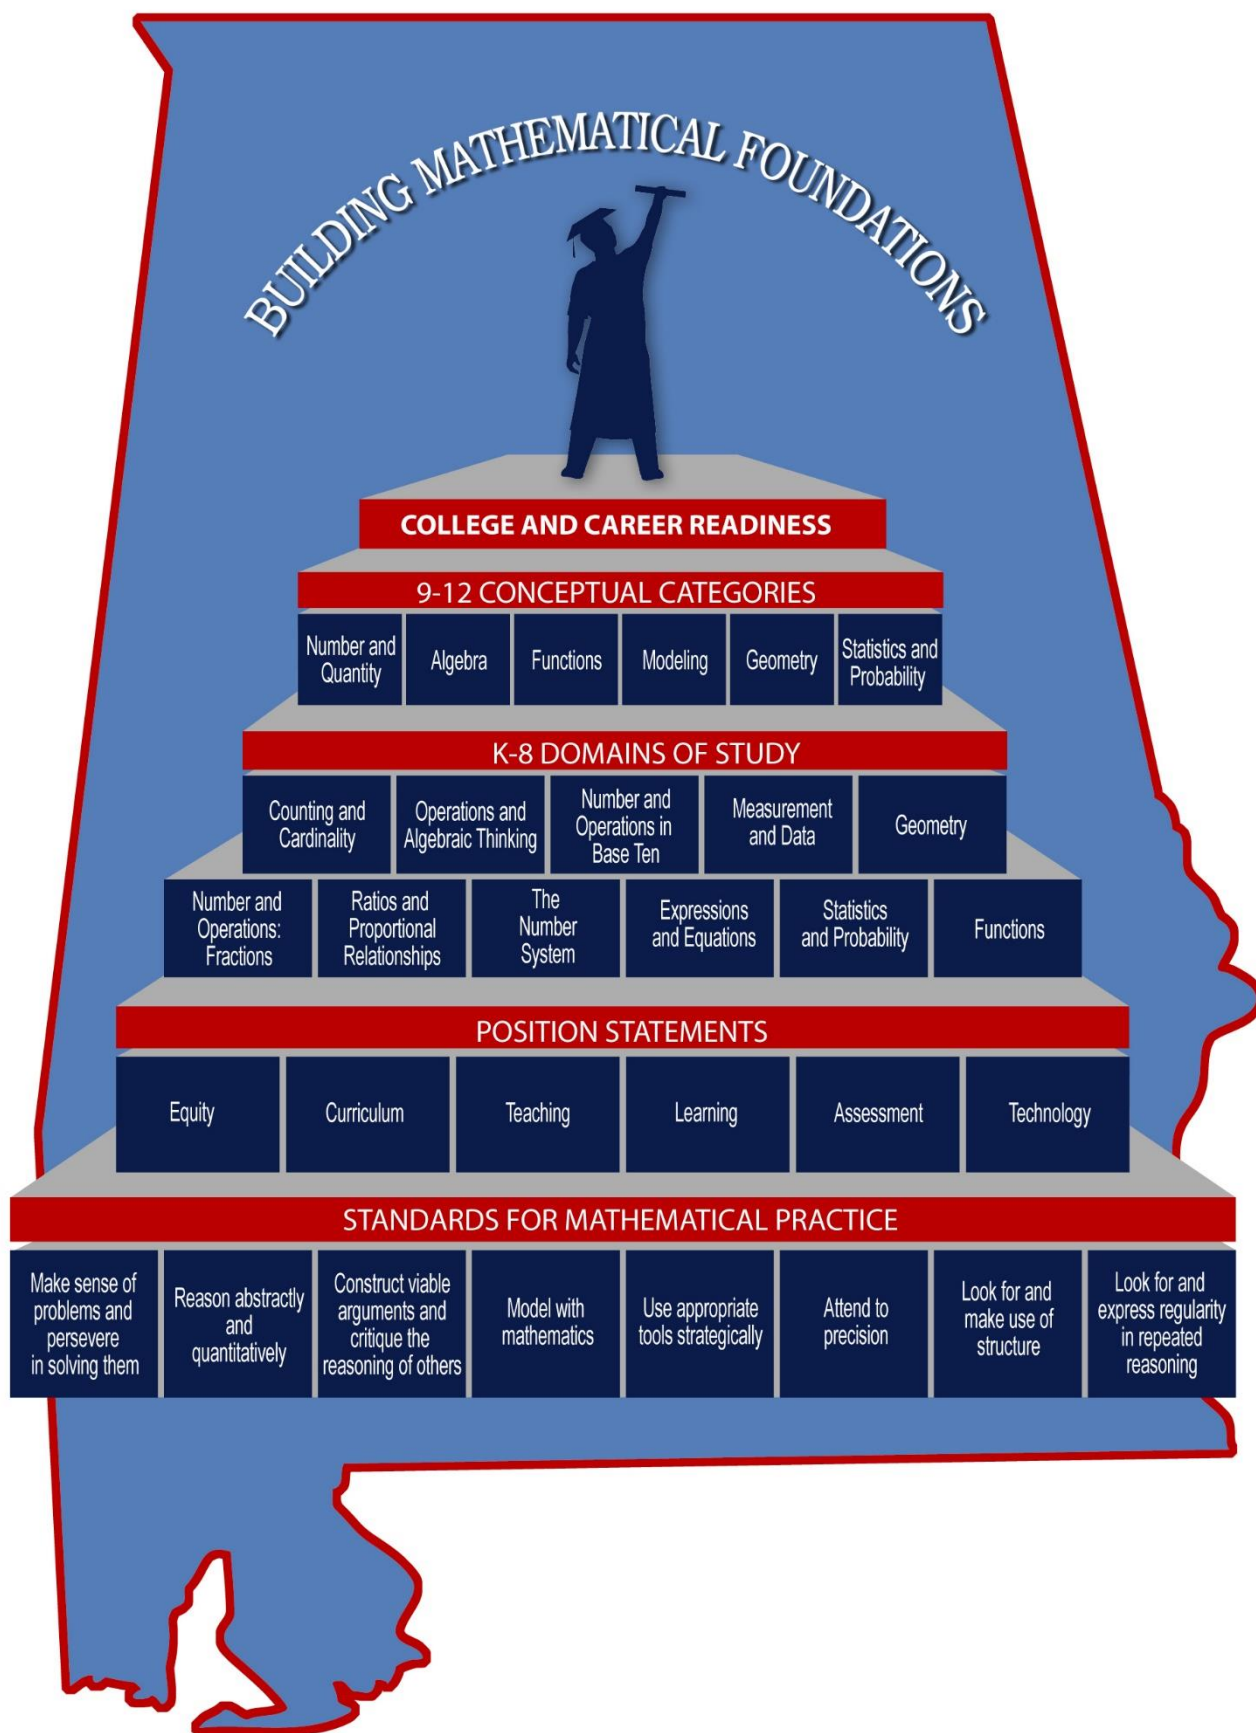 BUILDING MATHEMATICAL FOUNDATIONS
COLLEGE AND CAREER READINESS
9-12 CONCEPTUAL CATEGORIES
Number and
Quantity
Algebra
Functions
Modeling
Geometry
Statistics and
Probability
K-8 DOMAINS OF STUDY
Counting and
Cardinality
Operations and
Algebraic Thinking
Number and
Operations in
Base Ten
Measurement
and Data
Geometry
Number and
Operations:
Fractions
Ratios and
Proportional
Relationships
The
Number
System
Expressions
and Equations
Statistics
and Probability
Functions
POSITION STATEMENTS
Equity
Curriculum
Teaching
Learning
Assessment
Technology
STANDARDS FOR MATHEMATICAL PRACTICE
Make sense of
problems and
persevere
in solving them
Reason abstractly
and
quantitatively
Construct viable
arguments and
critique the
reasoning of others
Model with
mathematics
Use appropriate
tools strategically
Attend to
precision
Look for and
make use of
structure
Look for and
express regularity
in repeated
reasoning